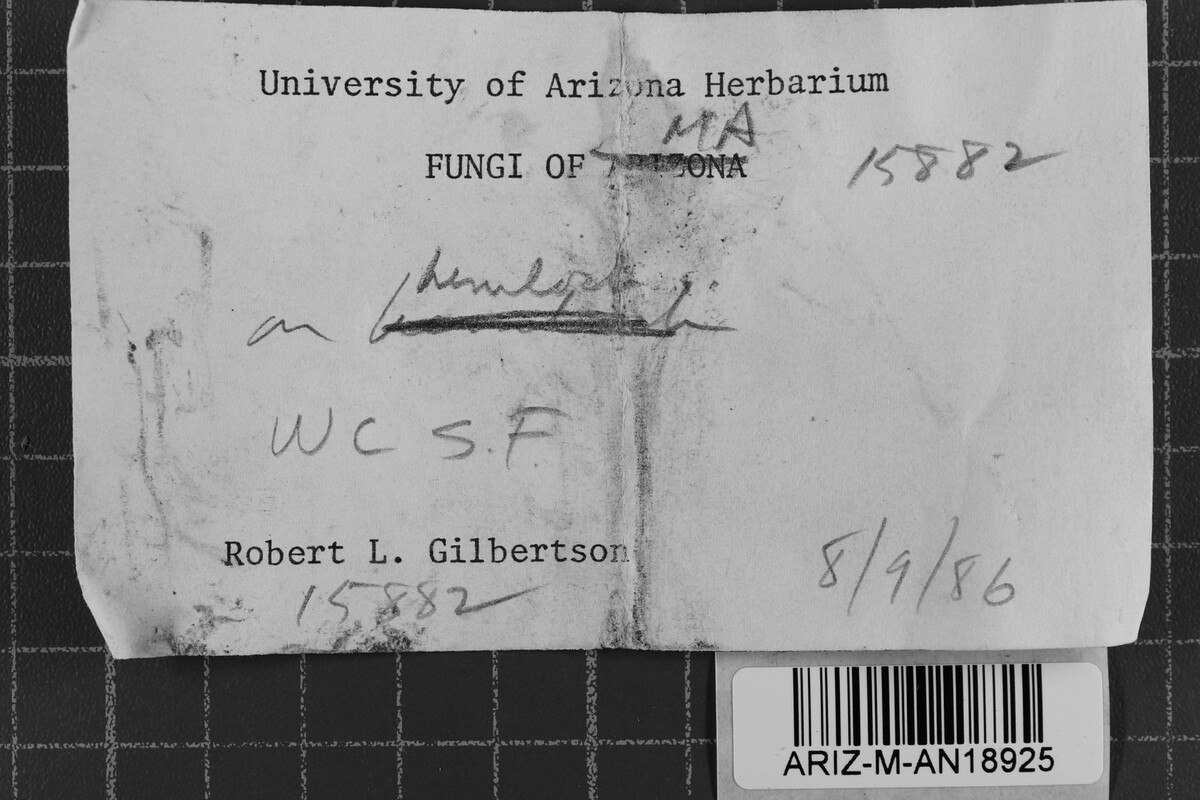 University of Arizona Herbarium
MA
FUNGI OF ARIZONA
15882
hemlock
on
W C S.F.
Robert L. Gilbertson
15882
8/9/86
ARIZ-M-AN18925